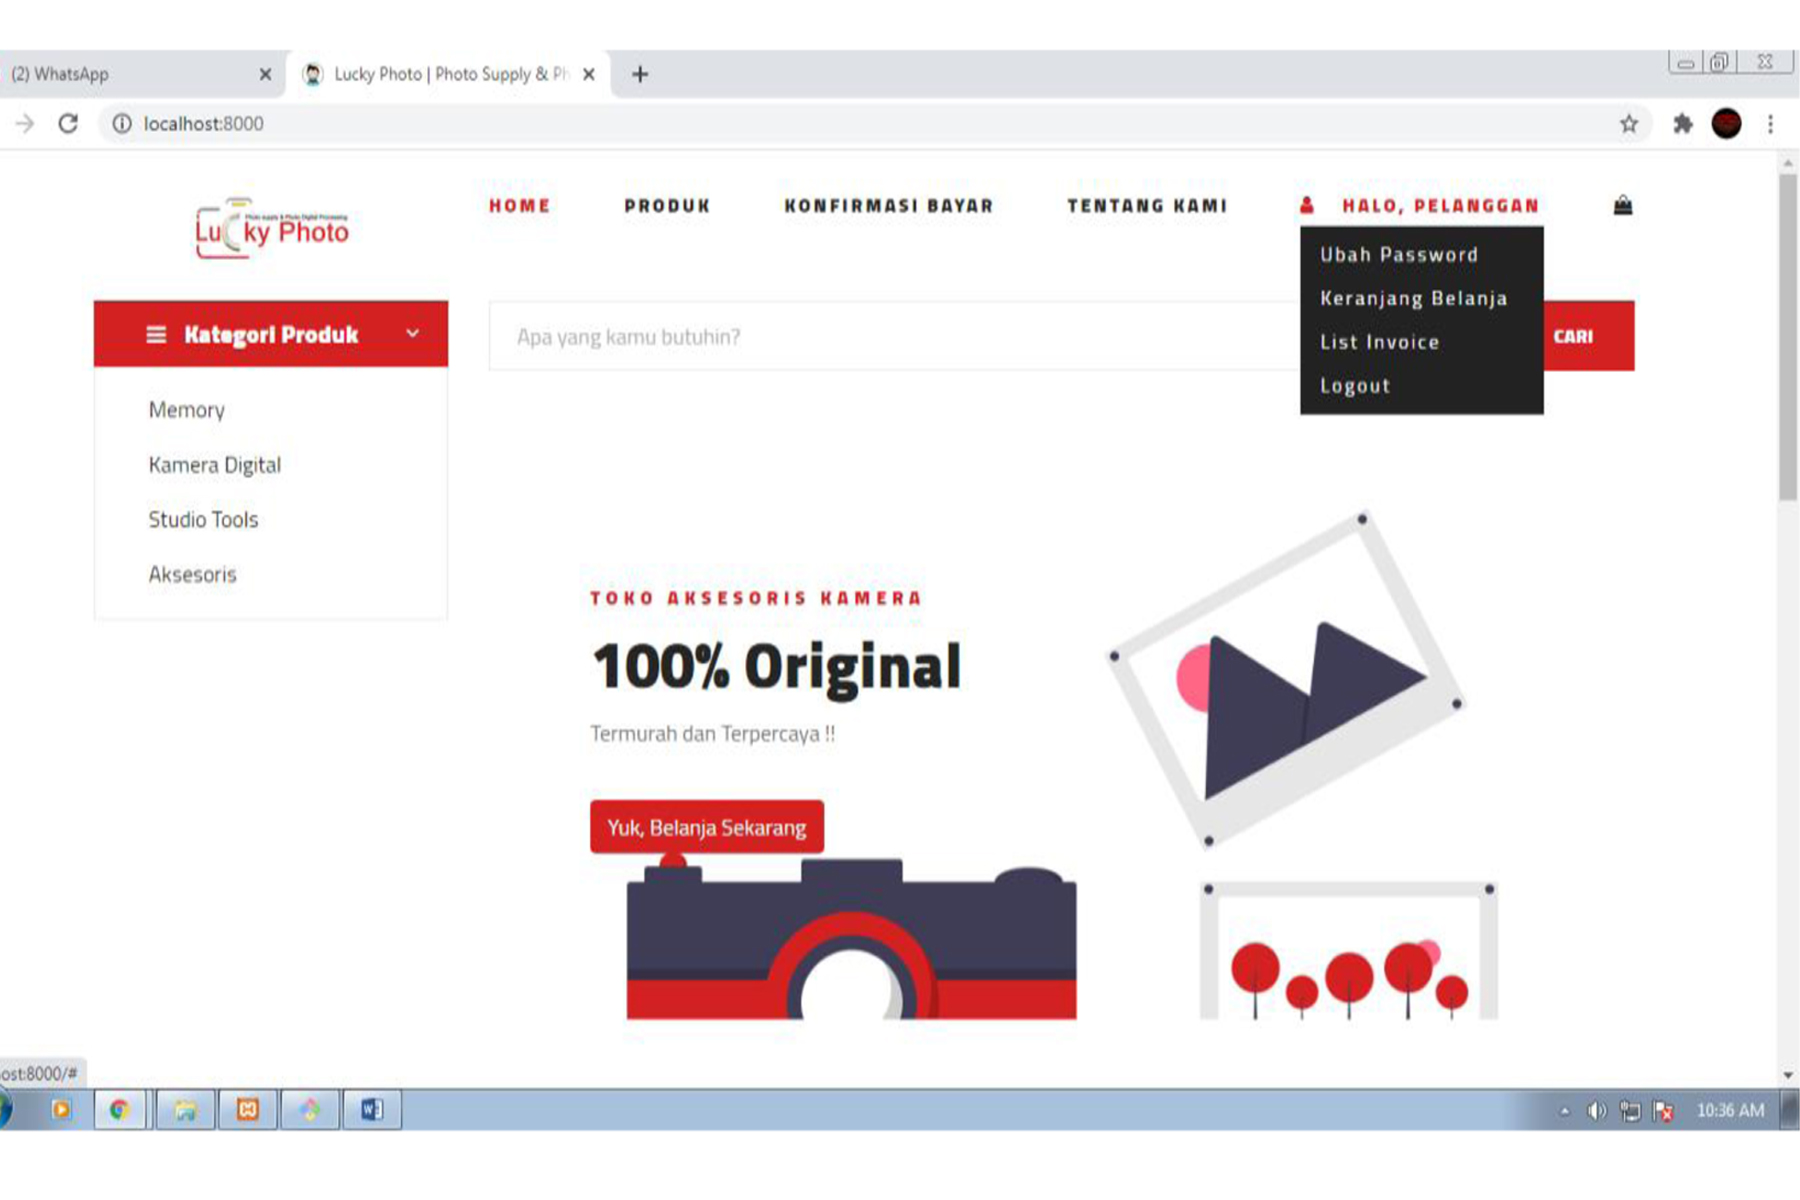 (2) WhatsApp
Lucky Photo | Photo Supply & Ph
localhost:8000
Photo supply & Photo Digital Processing
Lucky Photo
HOME
PRODUK
KONFIRMASI BAYAR
TENTANG KAMI
HALO, PELANGGAN
Ubah Password
Keranjang Belanja
List Invoice
Logout
Kategori Produk
Apa yang kamu butuhin?
CARI
Memory
Kamera Digital
Studio Tools
Aksesoris
TOKO AKSESORIS KAMERA
100% Original
Termurah dan Terpercaya !!
Yuk, Belanja Sekarang
ost:8000/#
10:36 AM